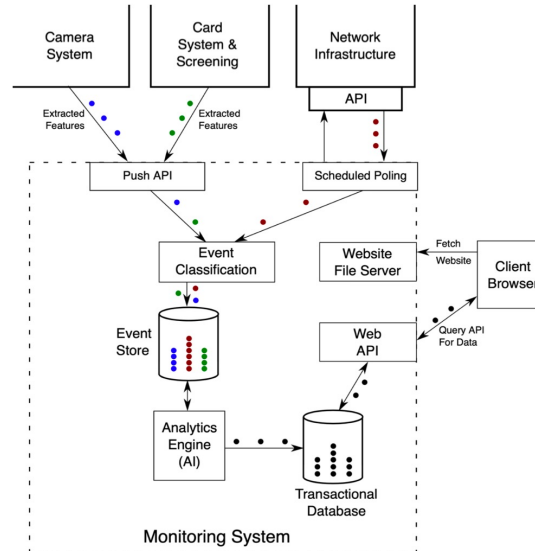 Camera
System
Card
System &
Screening
Network
Infrastructure
API
Extracted
Features
Extracted
Features
Push API
Scheduled Poling
Event
Classification
Website
File Server
Fetch
Website
Client
Browser
Event
Store
Web
API
Query API
For Data
Analytics
Engine
(AI)
Transactional
Database
Monitoring System